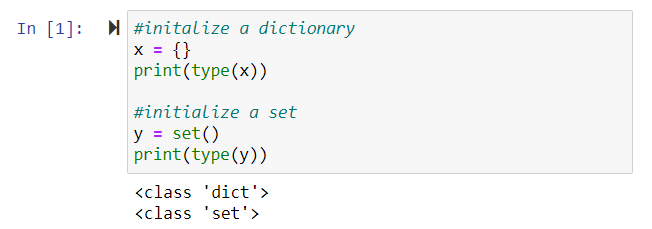 In [1]:
#initalize a dictionary
x = {}
print(type(x))
#initialize a set
y = set()
print(type(y))
<class 'dict'>
<class 'set'>